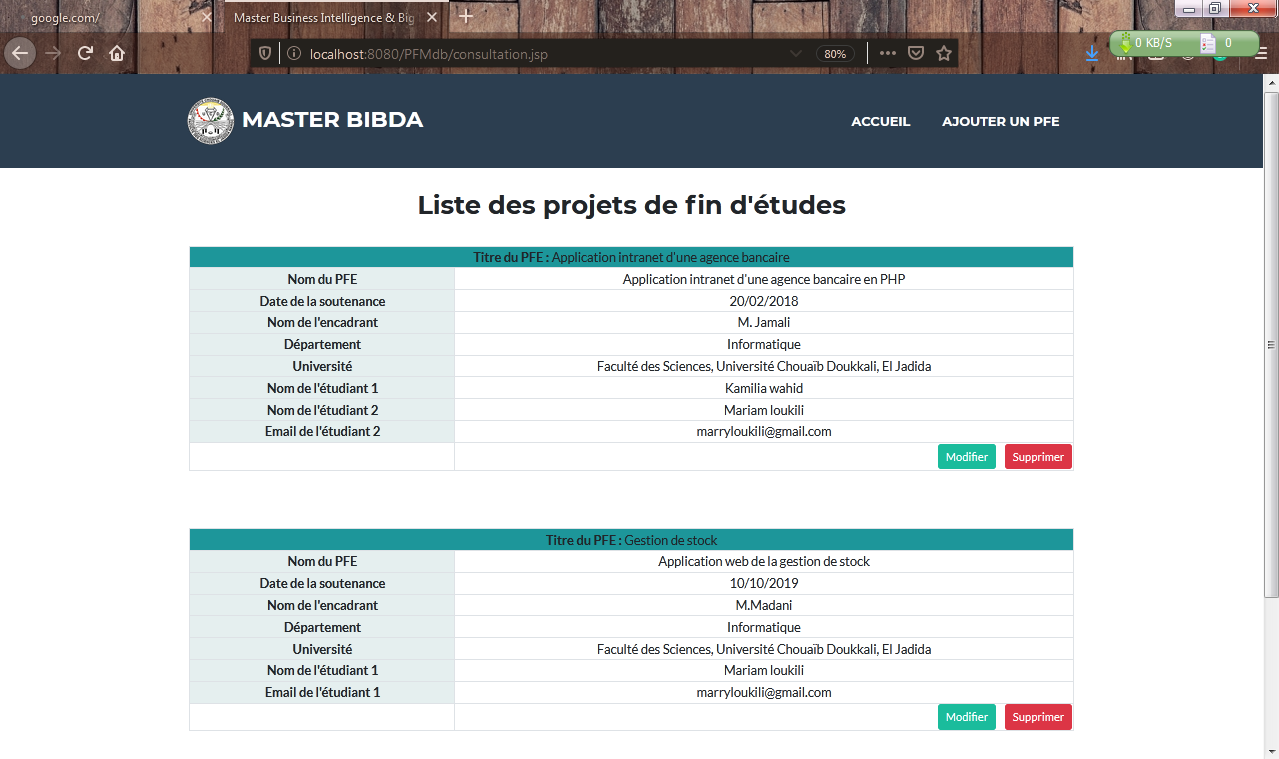 google.com/
Master Business Intelligence & Big
localhost:8080/PFMdb/consultation.jsp
80%
0 KB/S
0
MASTER BIBDA
ACCUEIL
AJOUTER UN PFE
Liste des projets de fin d'études
Titre du PFE : Application intranet d'une agence bancaire
Nom du PFE Application intranet d'une agence bancaire en PHP
Date de la soutenance 20/02/2018
Nom de l'encadrant M. Jamali
Département Informatique
Université Faculté des Sciences, Université Chouaïb Doukkali, El Jadida
Nom de l'étudiant 1 Kamilia wahid
Nom de l'étudiant 2 Mariam loukili
Email de l'étudiant 2 marryloukili@gmail.com
Modifier Supprimer
Titre du PFE : Gestion de stock
Nom du PFE Application web de la gestion de stock
Date de la soutenance 10/10/2019
Nom de l'encadrant M.Madani
Département Informatique
Université Faculté des Sciences, Université Chouaïb Doukkali, El Jadida
Nom de l'étudiant 1 Mariam loukili
Email de l'étudiant 1 marryloukili@gmail.com
Modifier Supprimer